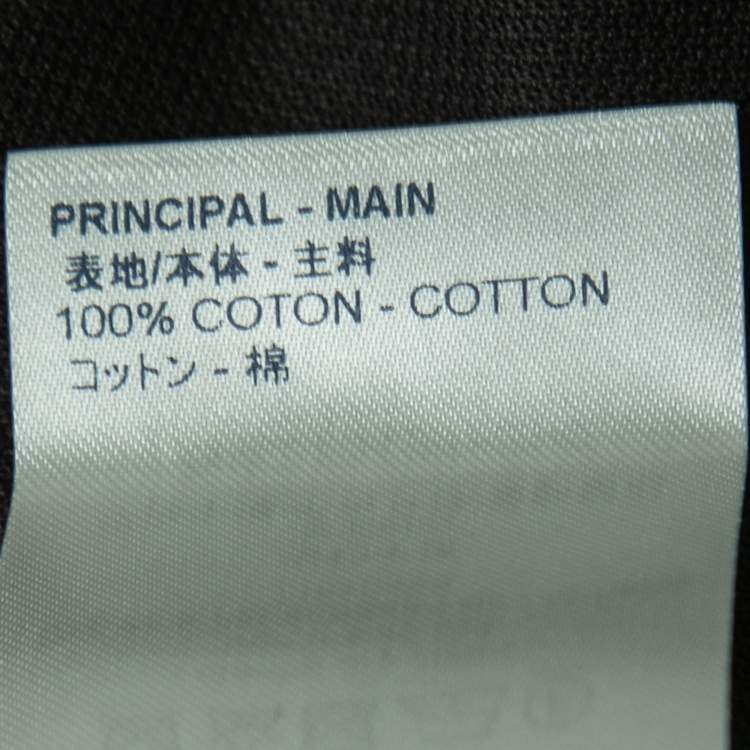 PRINCIPAL - MAIN
表地/本体 - 主料
100% COTON - COTTON
コットン - 棉